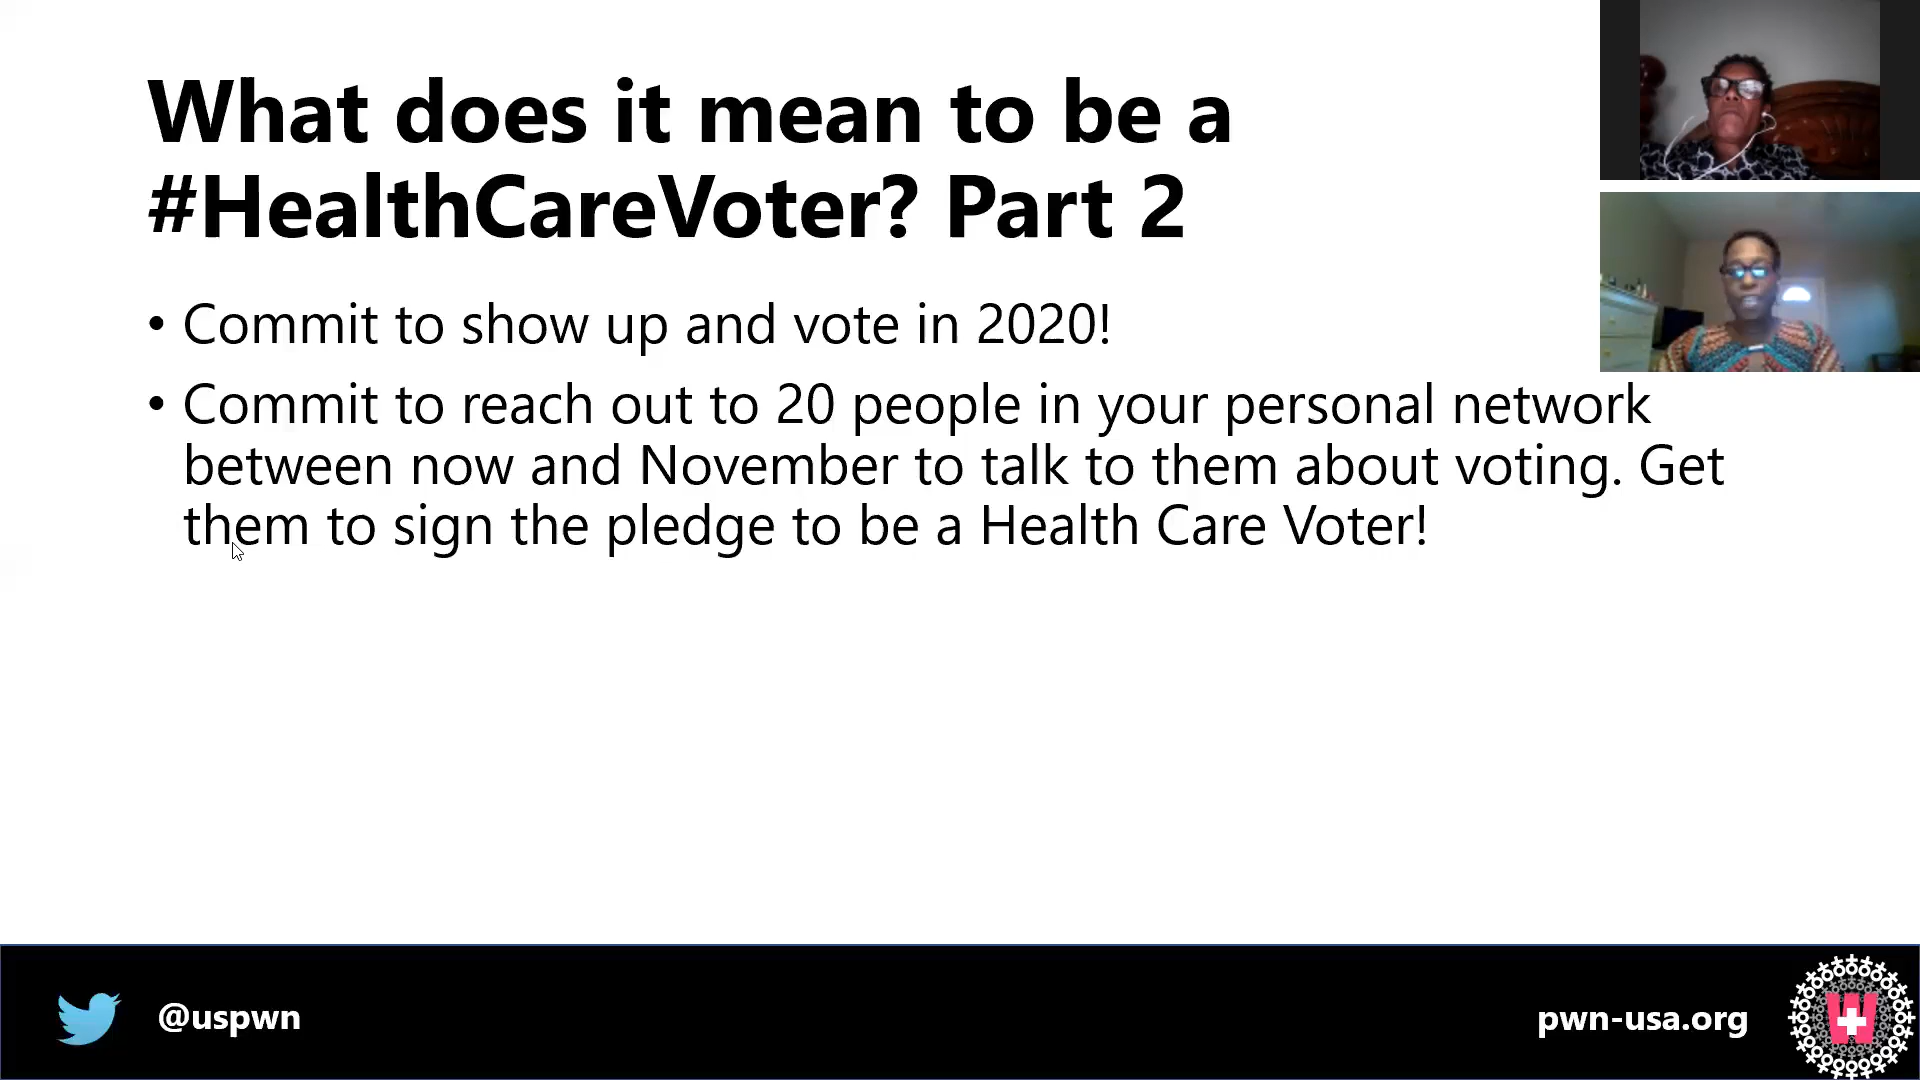 What does it mean to be a
#HealthCareVoter? Part 2
• Commit to show up and vote in 2020!
• Commit to reach out to 20 people in your personal network
between now and November to talk to them about voting. Get
them to sign the pledge to be a Health Care Voter!
@uspwn
pwn-usa.org
W